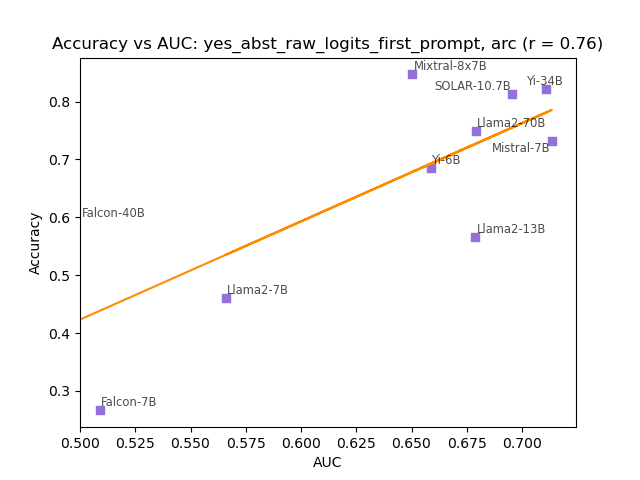 Accuracy vs AUC: yes_abst_raw_logits_first_prompt, arc (r = 0.76)
Mixtral-8x7B
Yi-34B
SOLAR-10.7B
0.8
Llama2-70B
Mistral-7B
0.7
Yi-6B
Falcon-40B
0.6
Llama2-13B
Accuracy
0.5
Llama2-7B
0.4
Falcon-7B
0.3
0.500 0.525 0.550 0.575 0.600 0.625 0.650 0.675 0.700
AUC